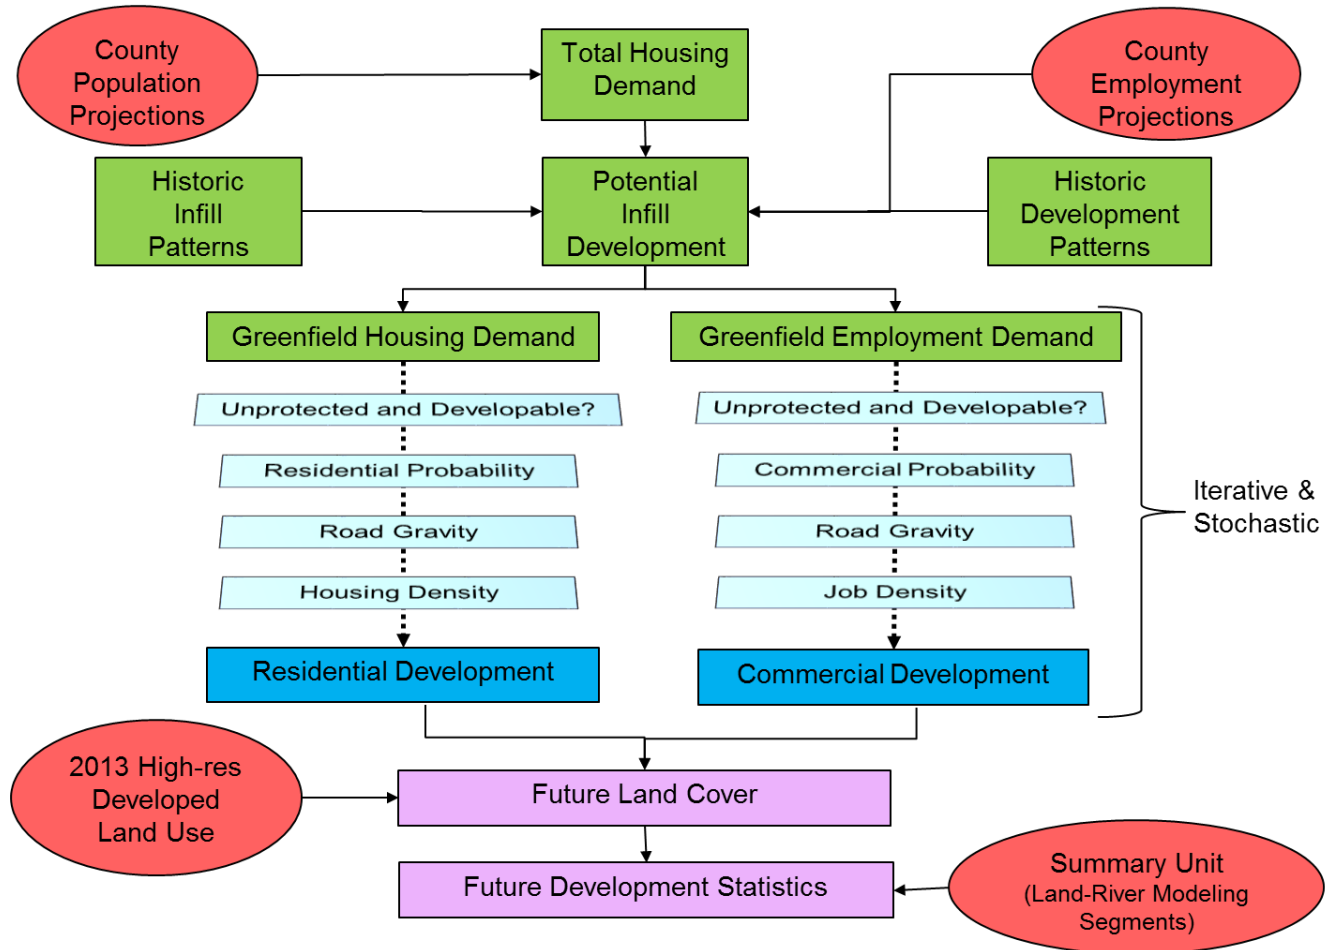 County
Population
Projections
Total Housing
Demand
County
Employment
Projections
Historic
Infill
Patterns
Potential
Infill
Development
Historic
Development
Patterns
Greenfield Housing Demand
Greenfield Employment Demand
Unprotected and Developable?
Unprotected and Developable?
Residential Probability
Commercial Probability
Road Gravity
Road Gravity
Housing Density
Job Density
Iterative &
Stochastic
Residential Development
Commercial Development
2013 High-res
Developed
Land Use
Future Land Cover
Future Development Statistics
Summary Unit
(Land-River Modeling
Segments)